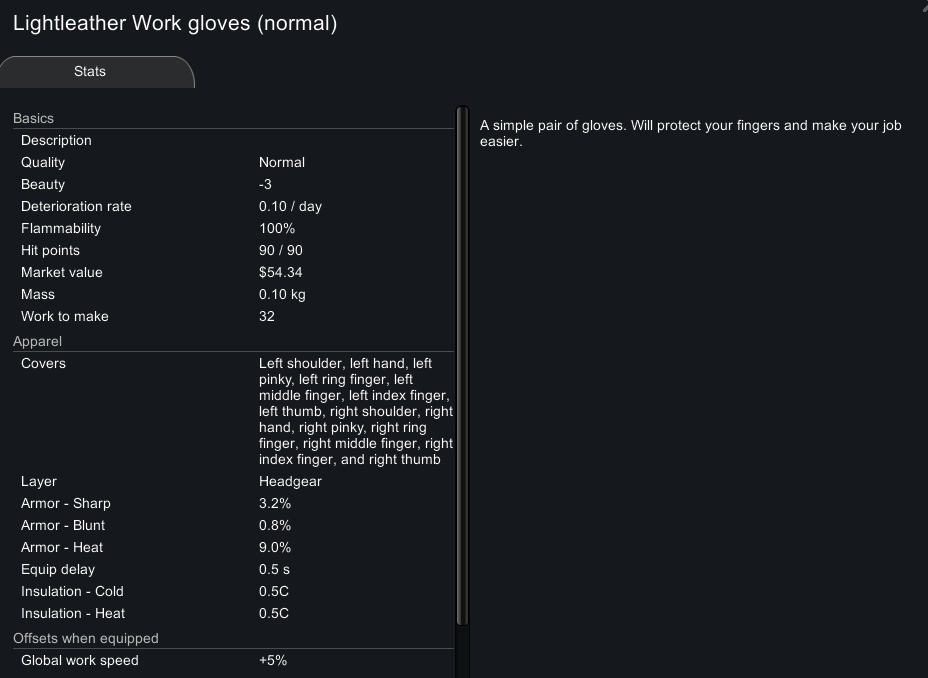 Lightleather Work gloves (normal)
Stats
Basics
Description
Quality Normal
Beauty -3
Deterioration rate 0.10 / day
Flammability 100%
Hit points 90 / 90
Market value $54.34
Mass 0.10 kg
Work to make 32
Apparel
Covers Left shoulder, left hand, left
pinky, left ring finger, left
middle finger, left index finger,
left thumb, right shoulder, right
hand, right pinky, right ring
finger, right middle finger, right
index finger, and right thumb
Layer Headgear
Armor - Sharp 3.2%
Armor - Blunt 0.8%
Armor - Heat 9.0%
Equip delay 0.5 s
Insulation - Cold 0.5C
Insulation - Heat 0.5C
Offsets when equipped
Global work speed +5%
A simple pair of gloves. Will protect your fingers and make your job
easier.